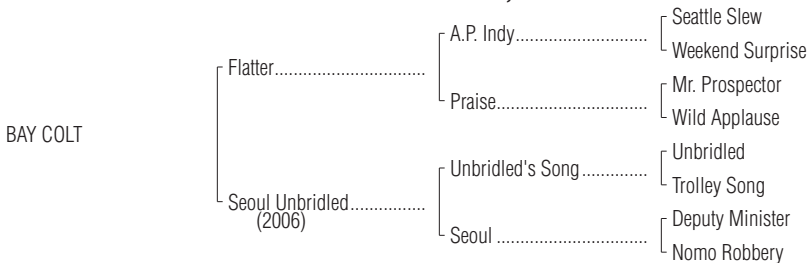 Seattle Slew
A.P. Indy................................
Weekend Surprise
Flatter.....................................
Mr. Prospector
Praise.....................................
Wild Applause
BAY COLT
Unbridled
Unbridled's Song................
Trolley Song
Seoul Unbridled..................
(2006)
Deputy Minister
Seoul .....................................
Nomo Robbery